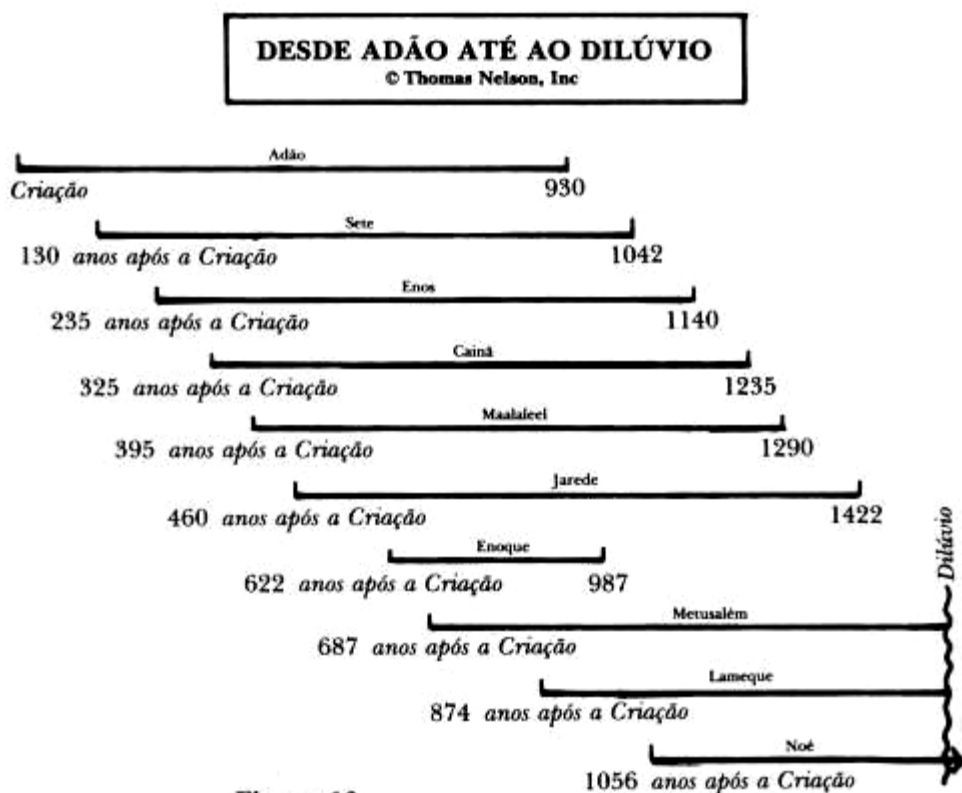 DESDE ADÃO ATÉ AO DILÚVIO
© Thomas Nelson, Inc
Adão
Criação 930
Sete
130 anos após a Criação 1042
Enos
235 anos após a Criação 1140
Cainã
325 anos após a Criação 1235
Maalaleel
395 anos após a Criação 1290
Jarede
460 anos após a Criação 1422
Dilúvio
Enoque
622 anos após a Criação 987
Metusalém
687 anos após a Criação
Lameque
874 anos após a Criação
Noé
1056 anos após a Criação